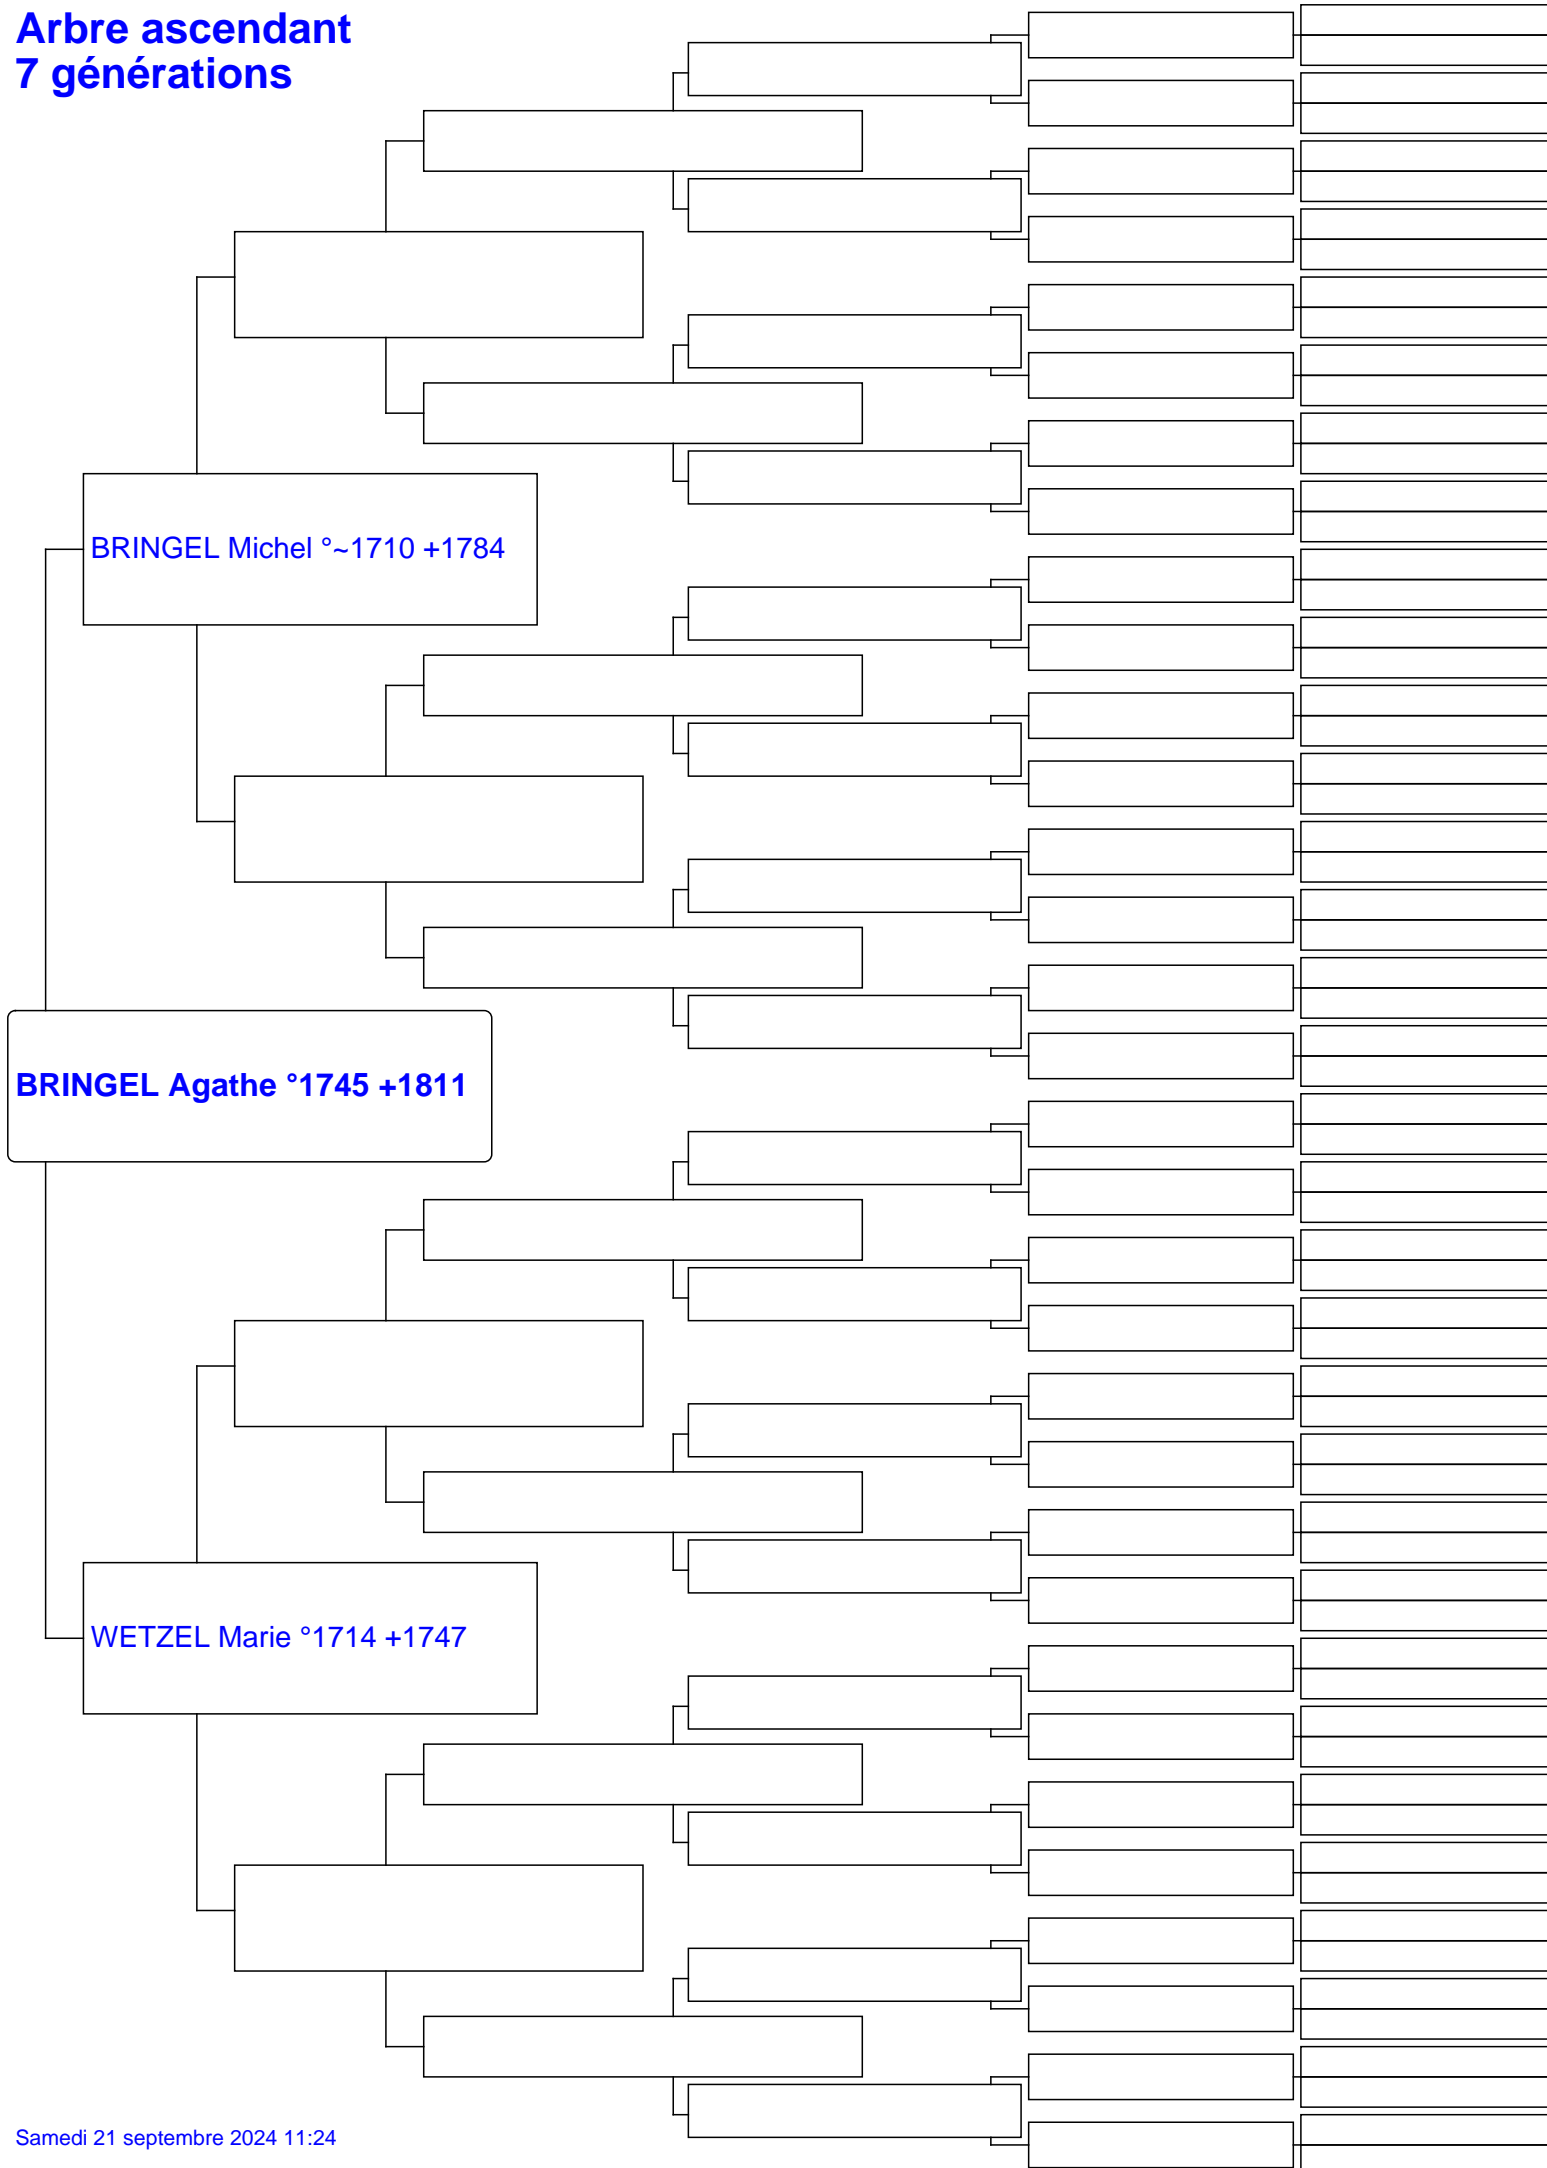 Arbre ascendant
7 générations
BRINGEL Michel °~1710 +1784
BRINGEL Agathe °1745 +1811
WETZEL Marie °1714 +1747
Samedi 21 septembre 2024 11:24